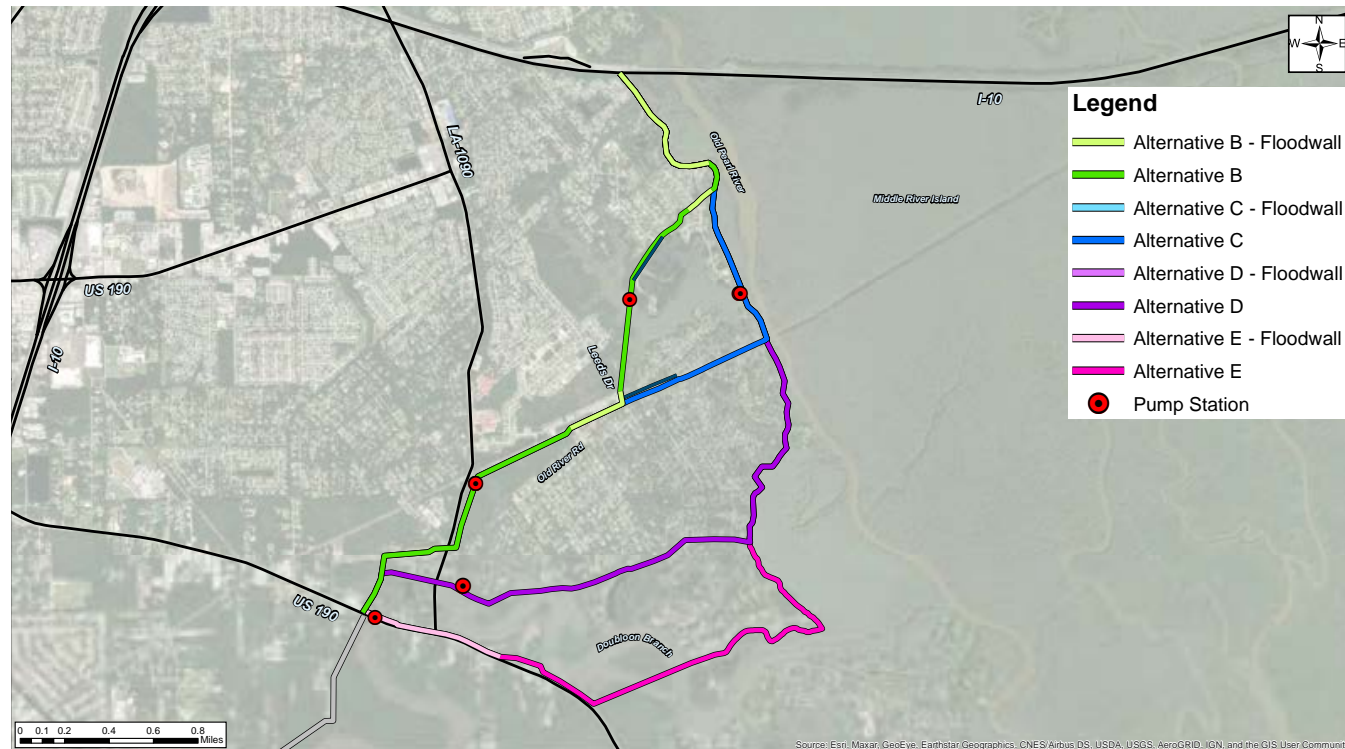 N
W E
S
I-10
Legend
LA-1090
Old Pearl River
Alternative B - Floodwall
Alternative B
Middle River Island
Alternative C - Floodwall
Alternative C
Alternative D - Floodwall
US 190
Alternative D
Alternative E - Floodwall
I-10
Leeds Dr
Alternative E
Pump Station
Old River Rd
US 190
Doubloon Branch
0 0.1 0.2 0.4 0.6 0.8
Miles
Source: Esri, Maxar, GeoEye, Earthstar Geographics, CNES/Airbus DS, USDA, USGS, AeroGRID, IGN, and the GIS User Communit